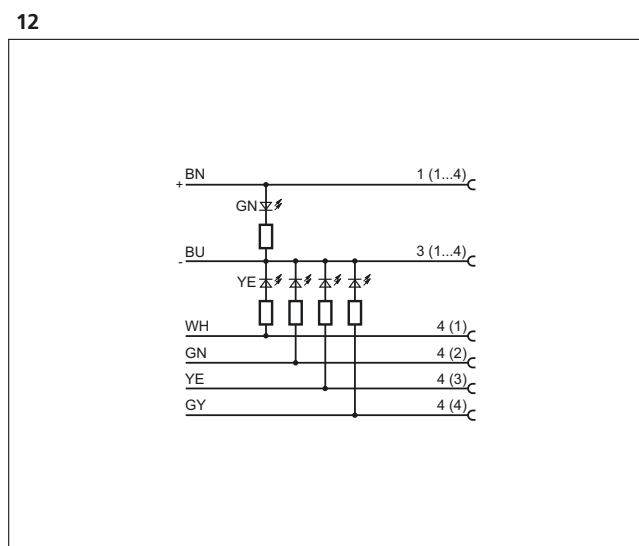 12
+ BN 1 (1...4)
GN
- BU 3 (1...4)
YE
WH 4 (1)
GN 4 (2)
YE 4 (3)
GY 4 (4)